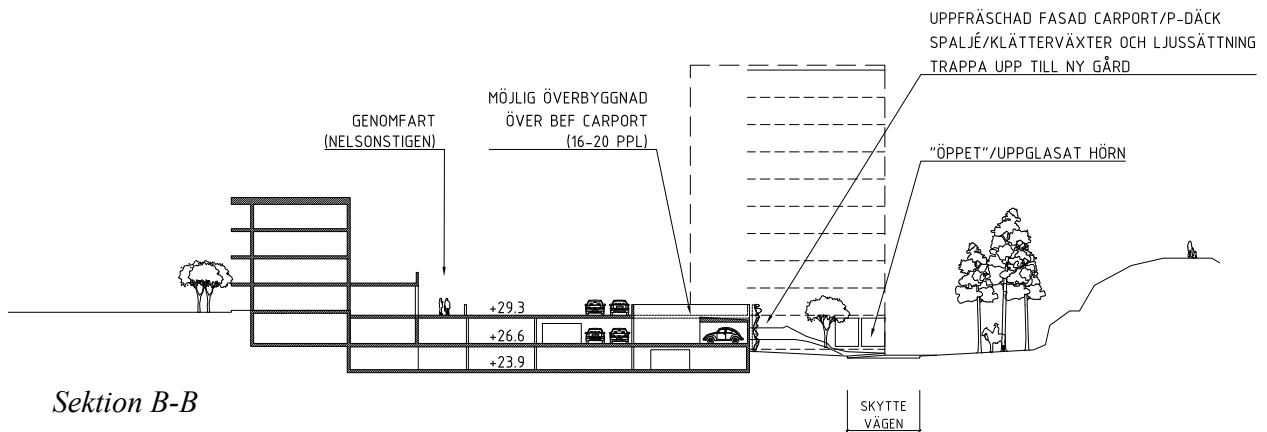 UPPFRÄSCHAD FASAD CARPORT/P-DÄCK
SPALJÉ/KLÄTTERVÄXTER OCH LJUSSÄTTNING
TRAPPA UPP TILL NY GÅRD
MÖJLIG ÖVERBYGGNAD
ÖVER BEF CARPORT
(16-20 PPL)
GENOMFART
(NELSONSTIGEN)
"ÖPPET"/UPPGLASAT HÖRN
+29.3
+26.6
+23.9
Sektion B-B
SKYTTE
VÄGEN